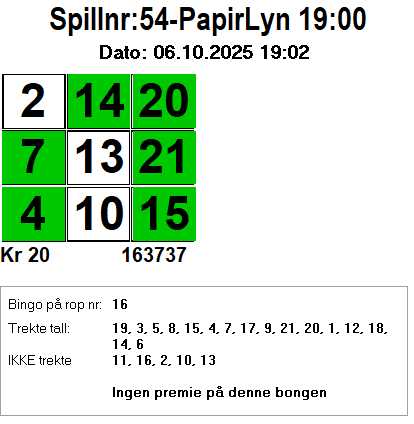 Spillnr:54-PapirLyn 19:00
Dato: 06.10.2025 19:02
2 14 20
7 13 21
4 10 15
Kr 20 163737
Bingo på rop nr: 16
Trekte tall: 19, 3, 5, 8, 15, 4, 7, 17, 9, 21, 20, 1, 12, 18,
14, 6
IKKE trekte 11, 16, 2, 10, 13
Ingen premie på denne bongen